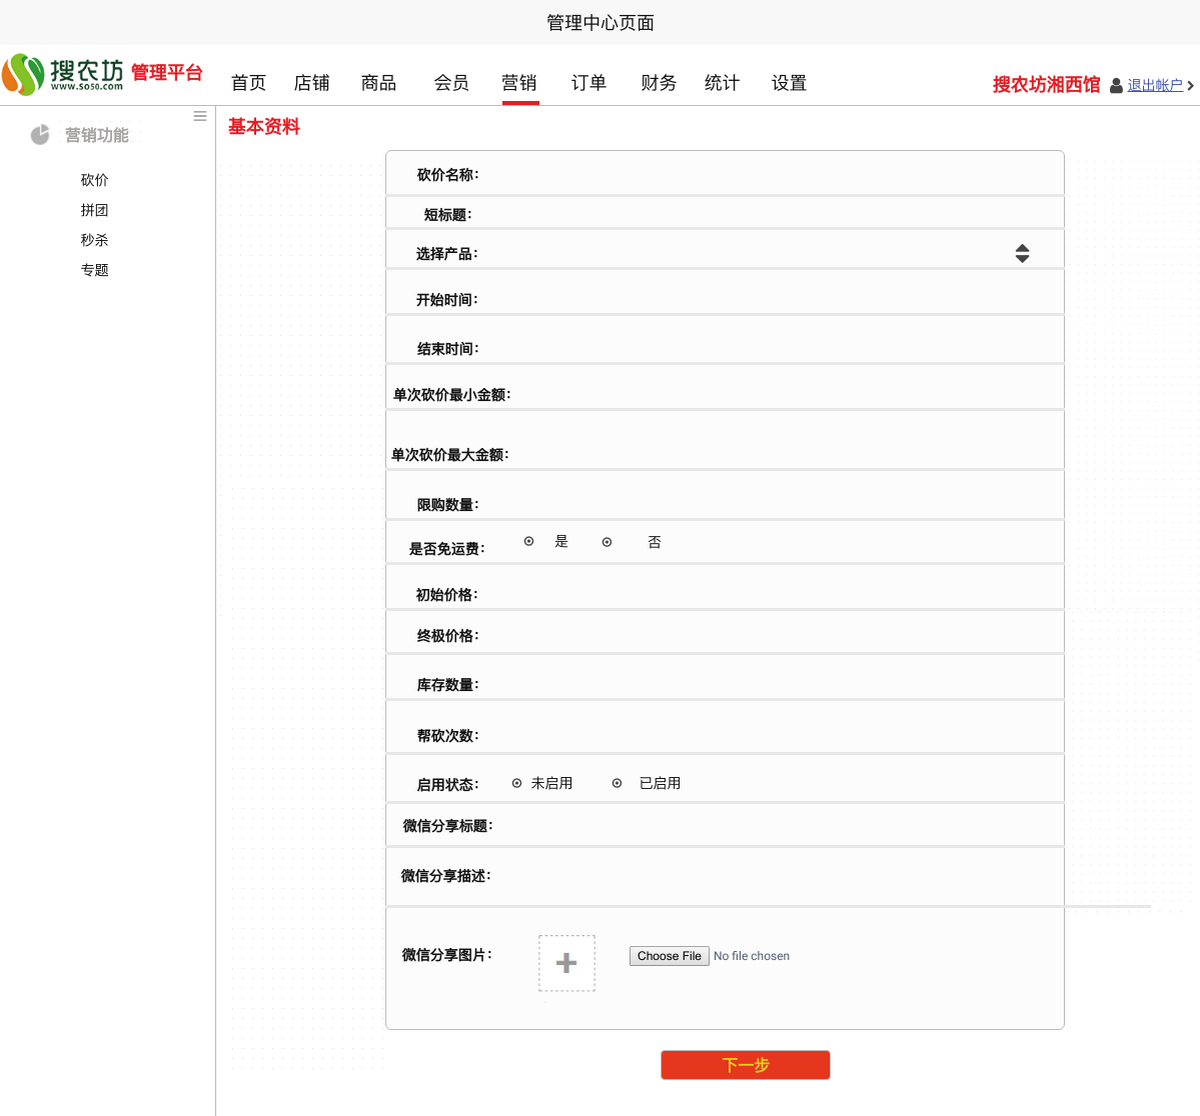 管理中心页面
搜农坊 管理平台
www.so50.com
首页 店铺 商品 会员 营销 订单 财务 统计 设置
搜农坊湘西馆 退出帐户
营销功能
砍价
拼团
秒杀
专题
基本资料
砍价名称：
短标题：
选择产品：
开始时间：
结束时间：
单次砍价最小金额：
单次砍价最大金额：
限购数量：
是否免运费： 是 否
初始价格：
终极价格：
库存数量：
帮砍次数：
启用状态： 未启用 已启用
微信分享标题：
微信分享描述：
微信分享图片： Choose File No file chosen
下一步